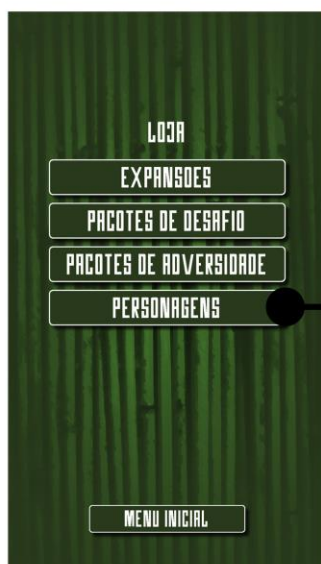 LOJA
EXPANSOES
PACOTES DE DESAFIO
PACOTES DE ADVERSIDADE
PERSONAGENS
MENU INICIAL